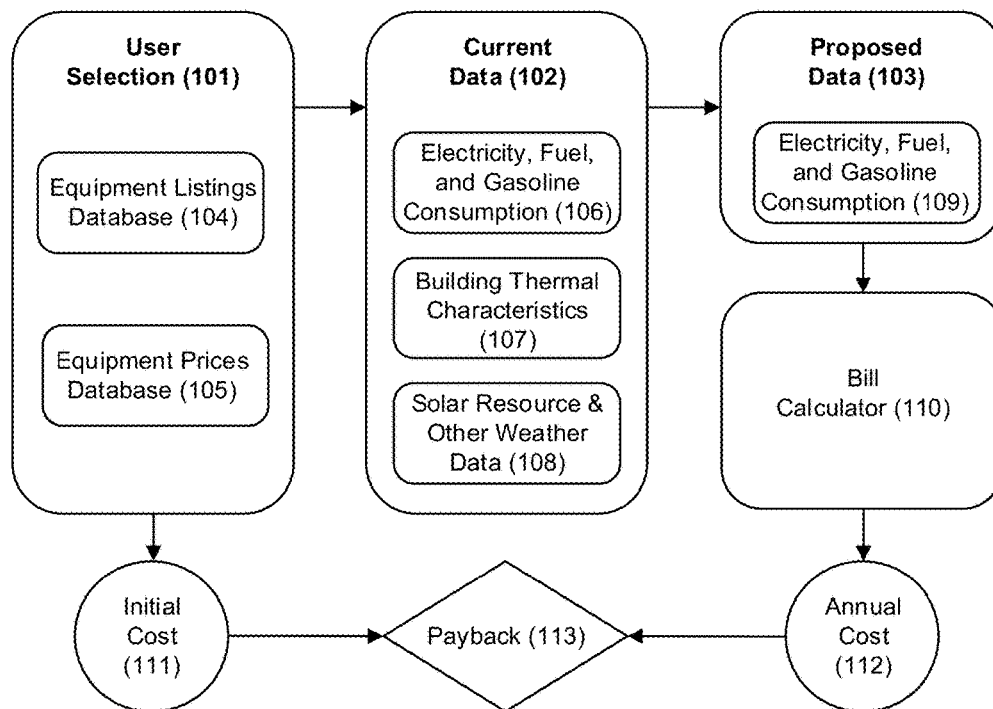 User
Selection (101)
Equipment Listings
Database (104)
Equipment Prices
Database (105)
Current
Data (102)
Electricity, Fuel,
and Gasoline
Consumption (106)
Building Thermal
Characteristics
(107)
Solar Resource &
Other Weather
Data (108)
Proposed
Data (103)
Electricity, Fuel,
and Gasoline
Consumption (109)
Bill
Calculator (110)
Initial
Cost
(111)
Payback (113)
Annual
Cost
(112)